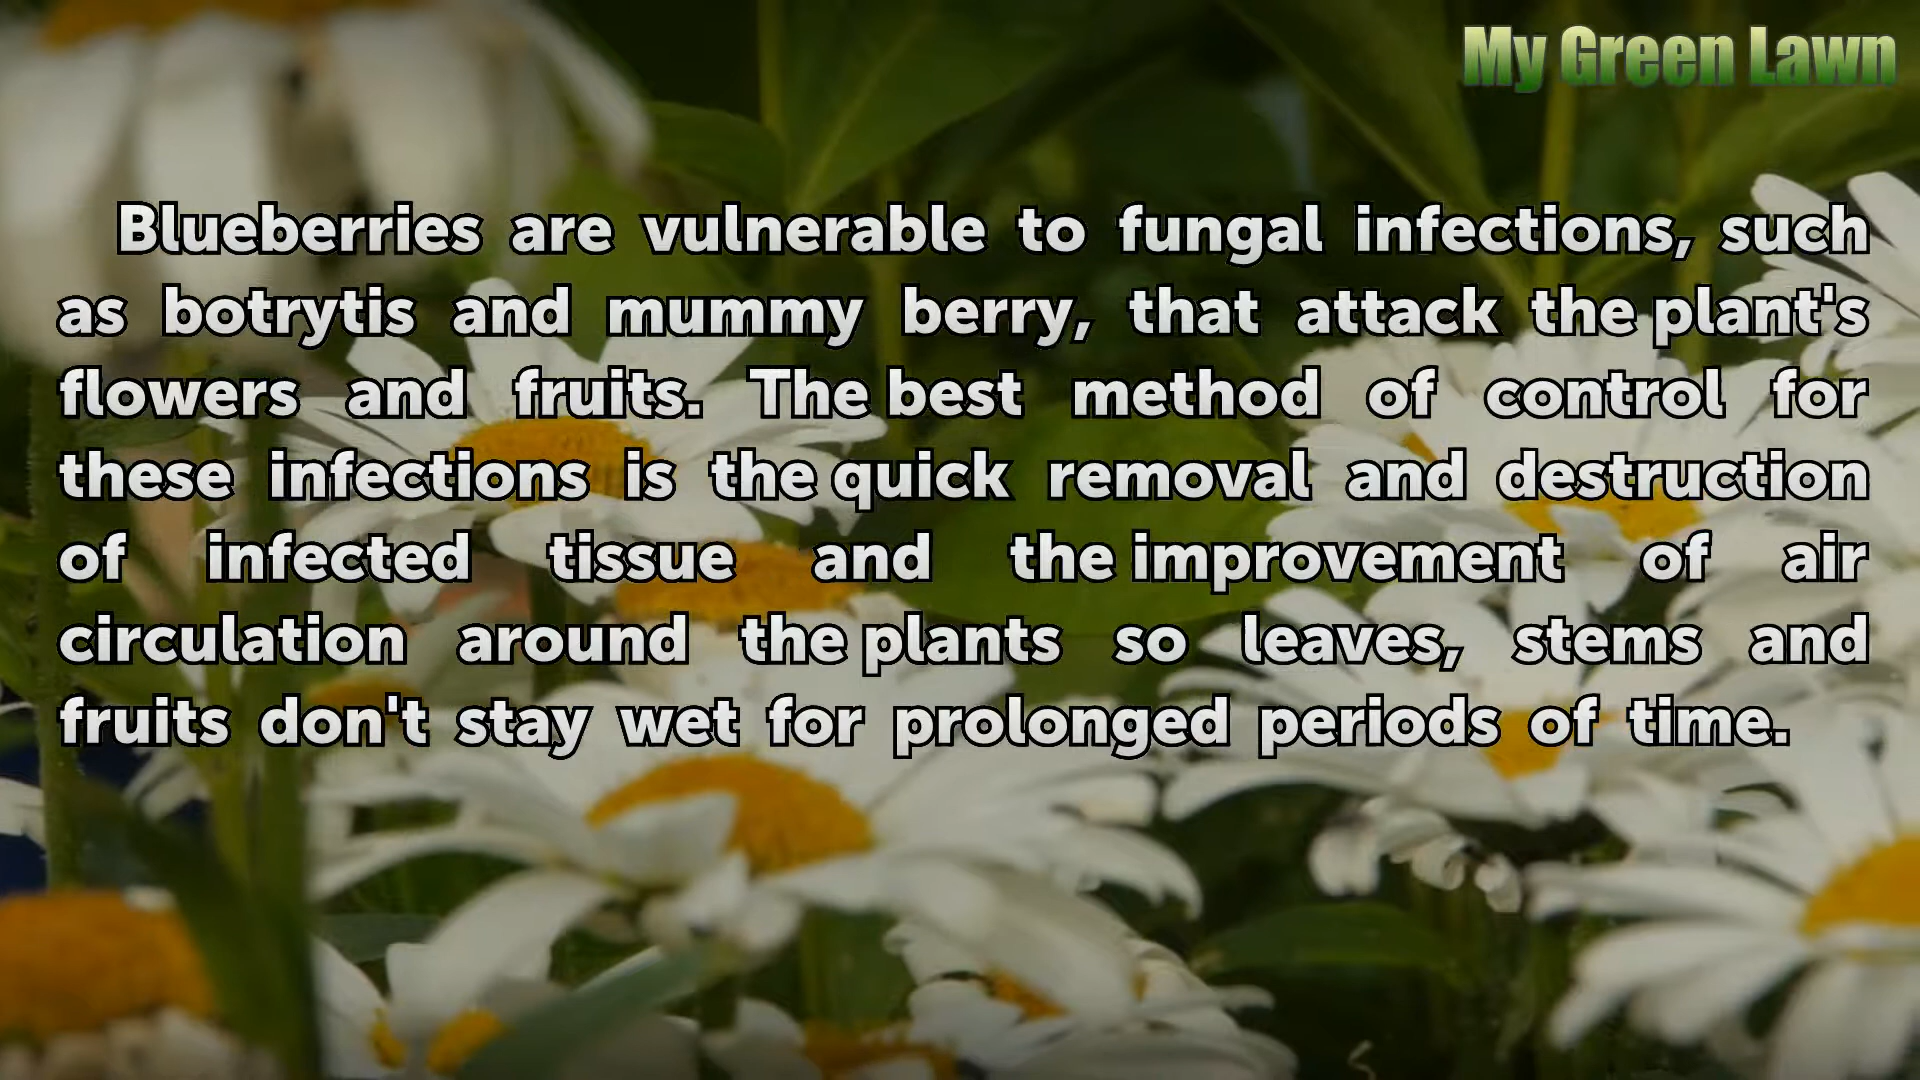 My Green Lawn
Blueberries are vulnerable to fungal infections, such
as botrytis and mummy berry, that attack the plant's
flowers and fruits. The best method of control for
these infections is the quick removal and destruction
of infected tissue and the improvement of air
circulation around the plants so leaves, stems and
fruits don't stay wet for prolonged periods of time.